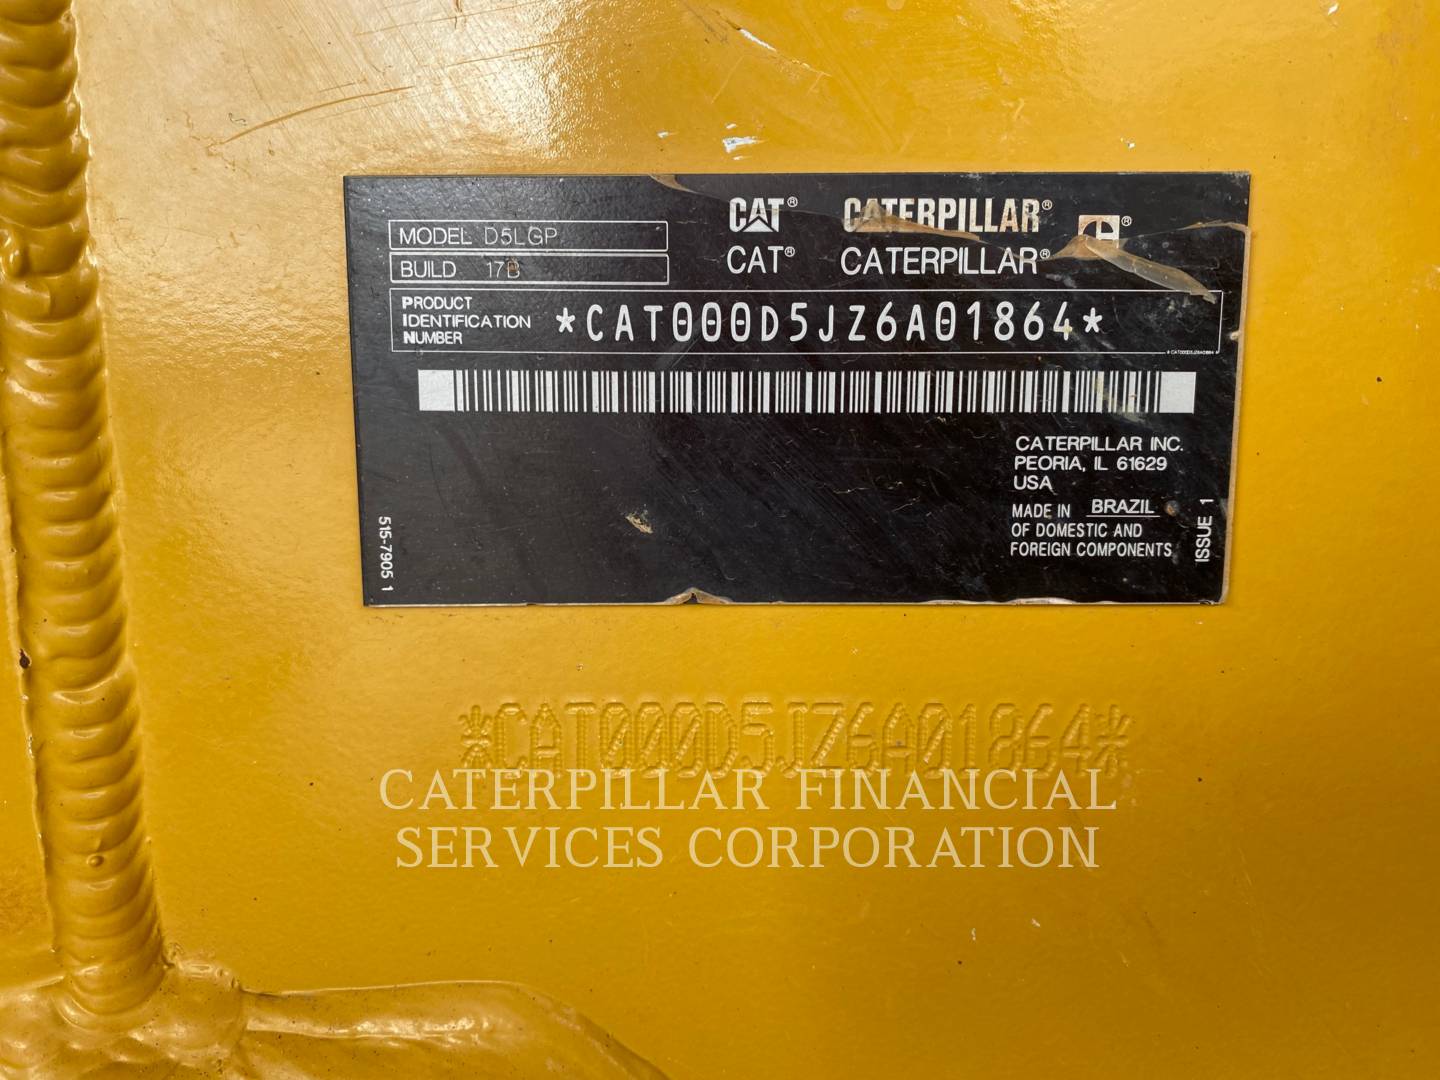 MODEL D5LGP
BUILD 17B
CAT® CATERPILLAR® ®
CAT® CATERPILLAR®
PRODUCT
IDENTIFICATION
NUMBER
*CAT000D5JZ6A01864*
*CAT000D5JZ6A01864*
CATERPILLAR INC.
PEORIA, IL 61629
USA
MADE IN BRAZIL
OF DOMESTIC AND
FOREIGN COMPONENTS
515-7905 1
ISSUE 1
*CAT000D5JZ6A01864*
CATERPILLAR FINANCIAL
SERVICES CORPORATION